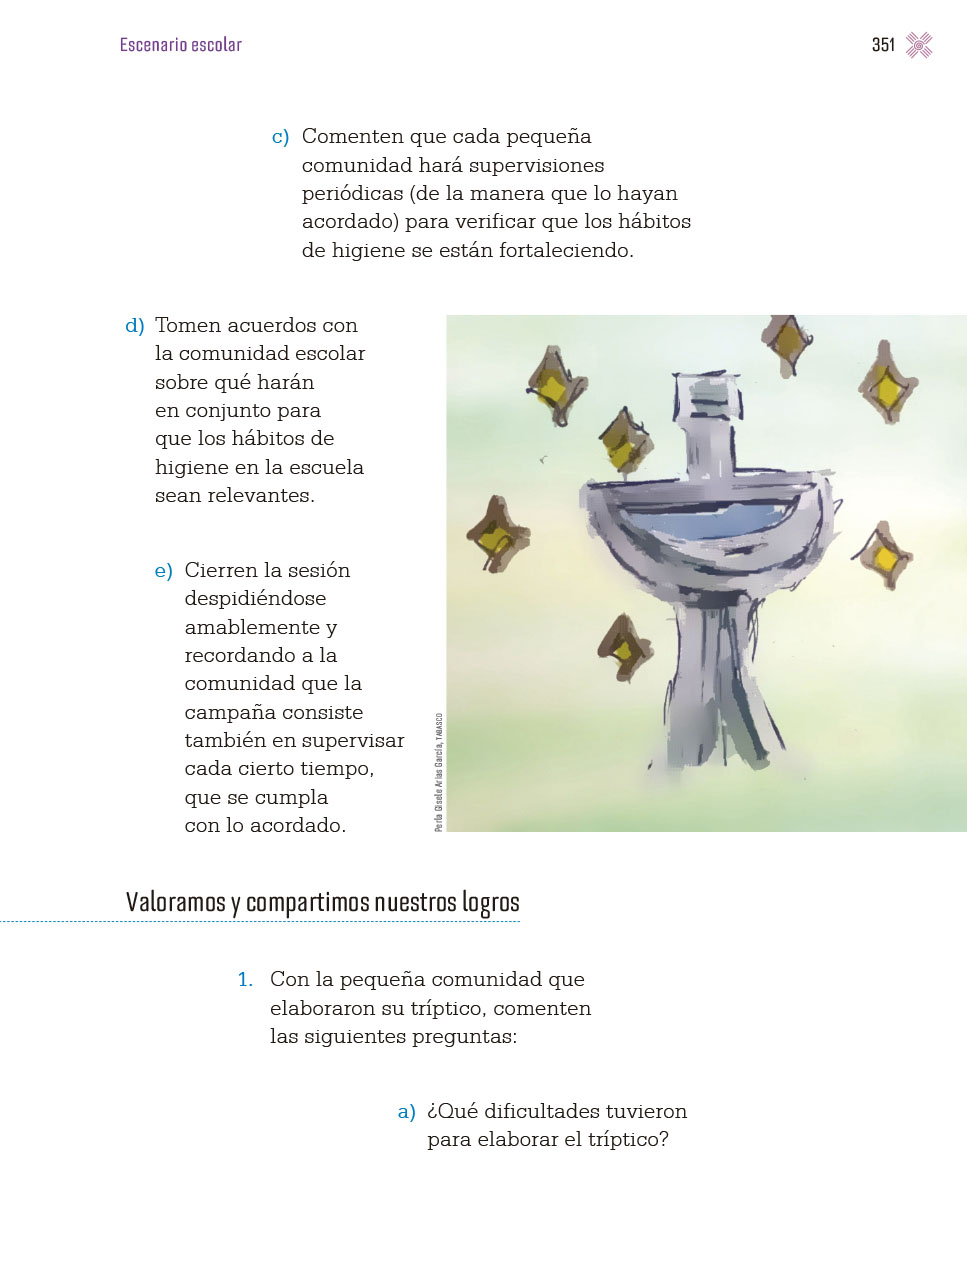 Escenario escolar
351
c) Comenten que cada pequeña
comunidad hará supervisiones
periódicas (de la manera que lo hayan
acordado) para verificar que los hábitos
de higiene se están fortaleciendo.
d) Tomen acuerdos con
la comunidad escolar
sobre qué harán
en conjunto para
que los hábitos de
higiene en la escuela
sean relevantes.
e) Cierren la sesión
despidiéndose
amablemente y
recordando a la
comunidad que la
campaña consiste
también en supervisar
cada cierto tiempo,
que se cumpla
con lo acordado.
Perla Gisele Arias García, TABASCO
Valoramos y compartimos nuestros logros
1. Con la pequeña comunidad que
elaboraron su tríptico, comenten
las siguientes preguntas:
a) ¿Qué dificultades tuvieron
para elaborar el tríptico?